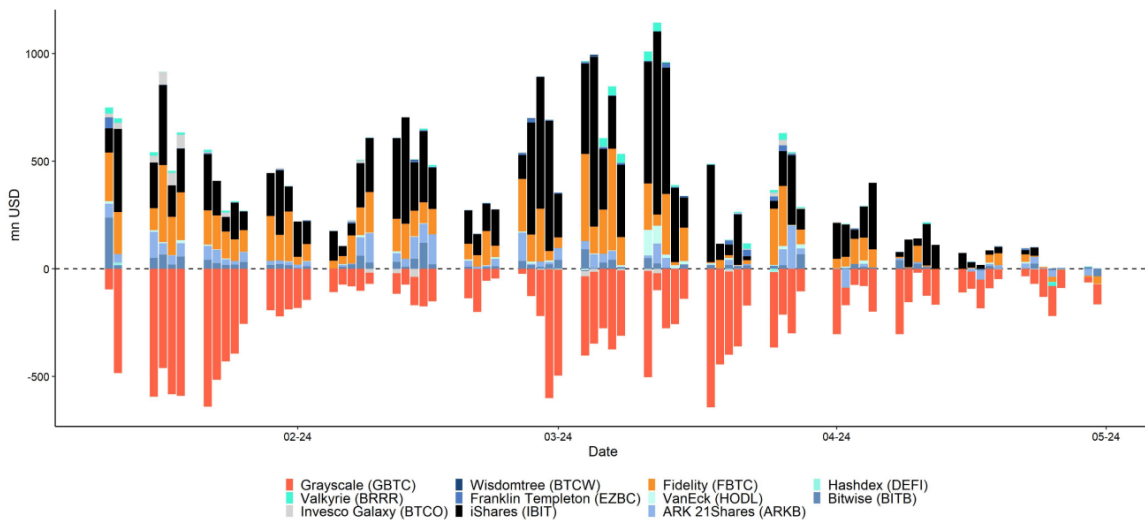 1000
500
mn USD
0
-500
02-24
03-24
04-24
05-24
Date
Grayscale (GBTC)
Wisdomtree (BTCW)
Fidelity (FBTC)
Hashdex (DEFI)
Valkyrie (BRRR)
Franklin Templeton (EZBC)
VanEck (HODL)
Bitwise (BITB)
Invesco Galaxy (BTCO)
iShares (IBIT)
ARK 21Shares (ARKB)